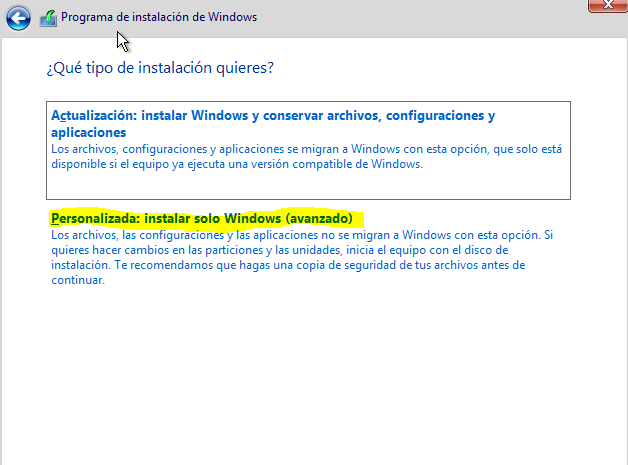 Programa de instalación de Windows
¿Qué tipo de instalación quieres?
Actualización: instalar Windows y conservar archivos, configuraciones y
aplicaciones
Los archivos, configuraciones y aplicaciones se migran a Windows con esta opción, que solo está
disponible si el equipo ya ejecuta una versión compatible de Windows.
Personalizada: instalar solo Windows (avanzado)
Los archivos, las configuraciones y las aplicaciones no se migran a Windows con esta opción. Si
quieres hacer cambios en las particiones y las unidades, inicia el equipo con el disco de
instalación. Te recomendamos que hagas una copia de seguridad de tus archivos antes de
continuar.